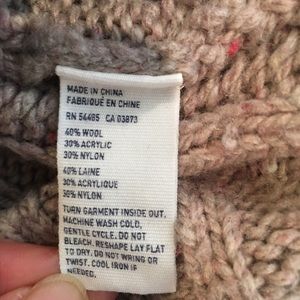 MADE IN CHINA
FABRIQUÉ EN CHINE
RN 54485 CA 03873
40% WOOL
30% ACRYLIC
30% NYLON
40% LAINE
30% ACRYLIQUE
30% NYLON
TURN GARMENT INSIDE OUT.
MACHINE WASH COLD,
GENTLE CYCLE. DO NOT
BLEACH. RESHAPE LAY FLAT
TO DRY. DO NOT WRING OR
TWIST. COOL IRON IF
NEEDED.